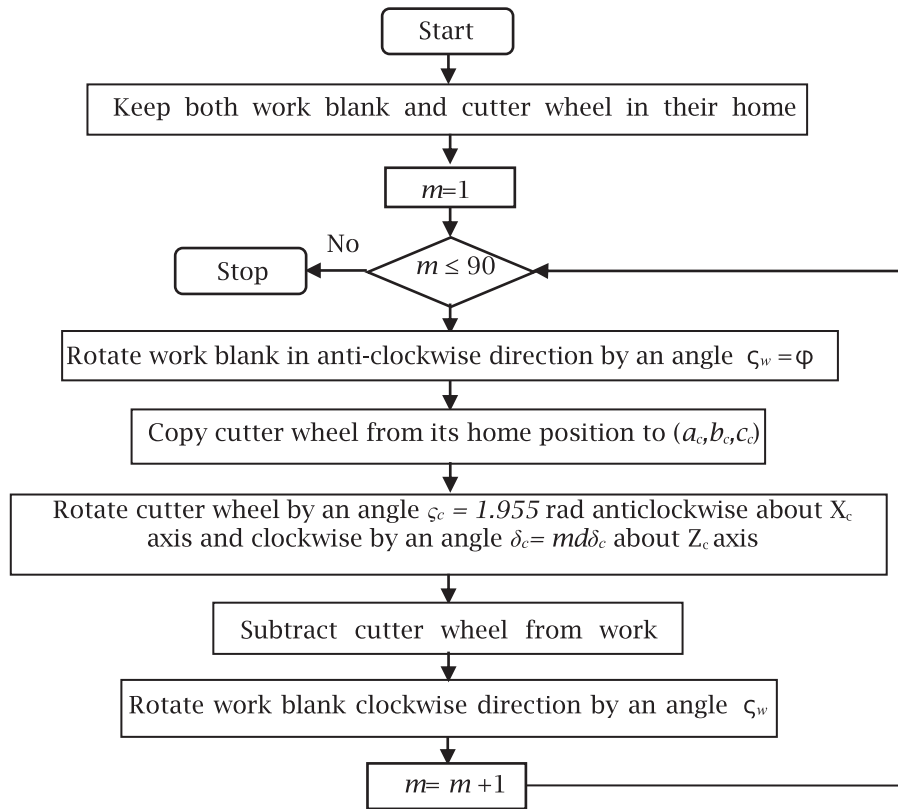 Start
Keep both work blank and cutter wheel in their home
m=1
No
Stop
m ≤ 90
Rotate work blank in anti-clockwise direction by an angle ς_w = φ
Copy cutter wheel from its home position to (a_c,b_c,c_c)
Rotate cutter wheel by an angle ς_c = 1.955 rad anticlockwise about X_c
axis and clockwise by an angle δ_c= mdδ_c about Z_c axis
Subtract cutter wheel from work
Rotate work blank clockwise direction by an angle ς_w
m= m +1